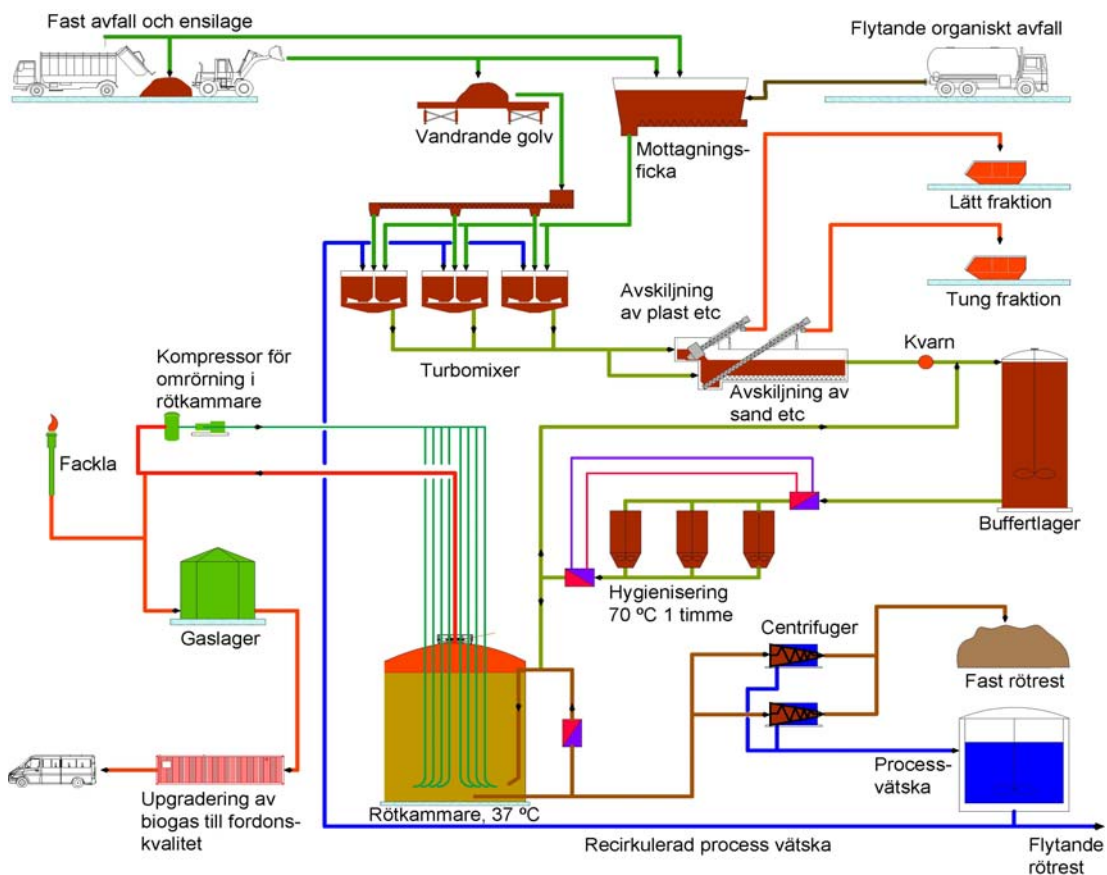 Fast avfall och ensilage
Flytande organiskt avfall
Vandrande golv
Mottagnings-
ficka
Lätt fraktion
Tung fraktion
Avskiljning
av plast etc
Kvarn
Turbomixer
Avskiljning av
sand etc
Kompressor för
omrörning i
rötkammare
Fackla
Buffertlager
Hygienisering
70 ºC 1 timme
Gaslager
Centrifuger
Fast rötrest
Process-
vätska
Upgradering av
biogas till fordons-
kvalitet
Rötkammare, 37 ºC
Recirkulerad process vätska
Flytande
rötrest